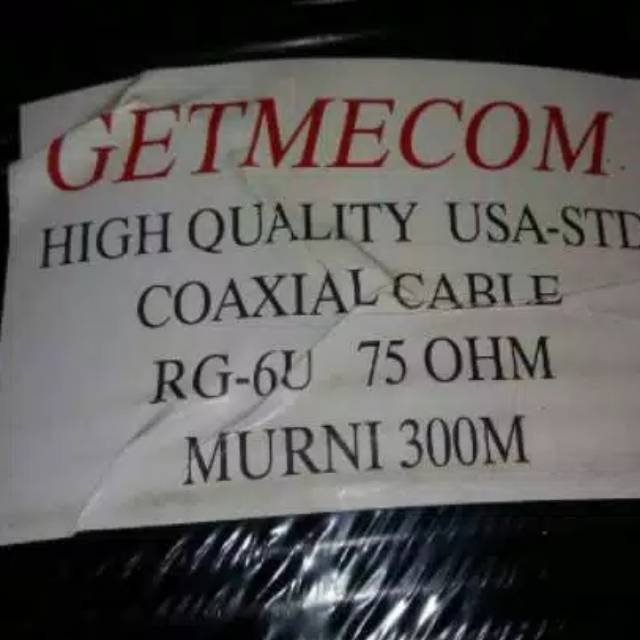 GETMECOM
HIGH QUALITY USA-STD
COAXIAL CABLE
RG-6U 75 OHM
MURNI 300M